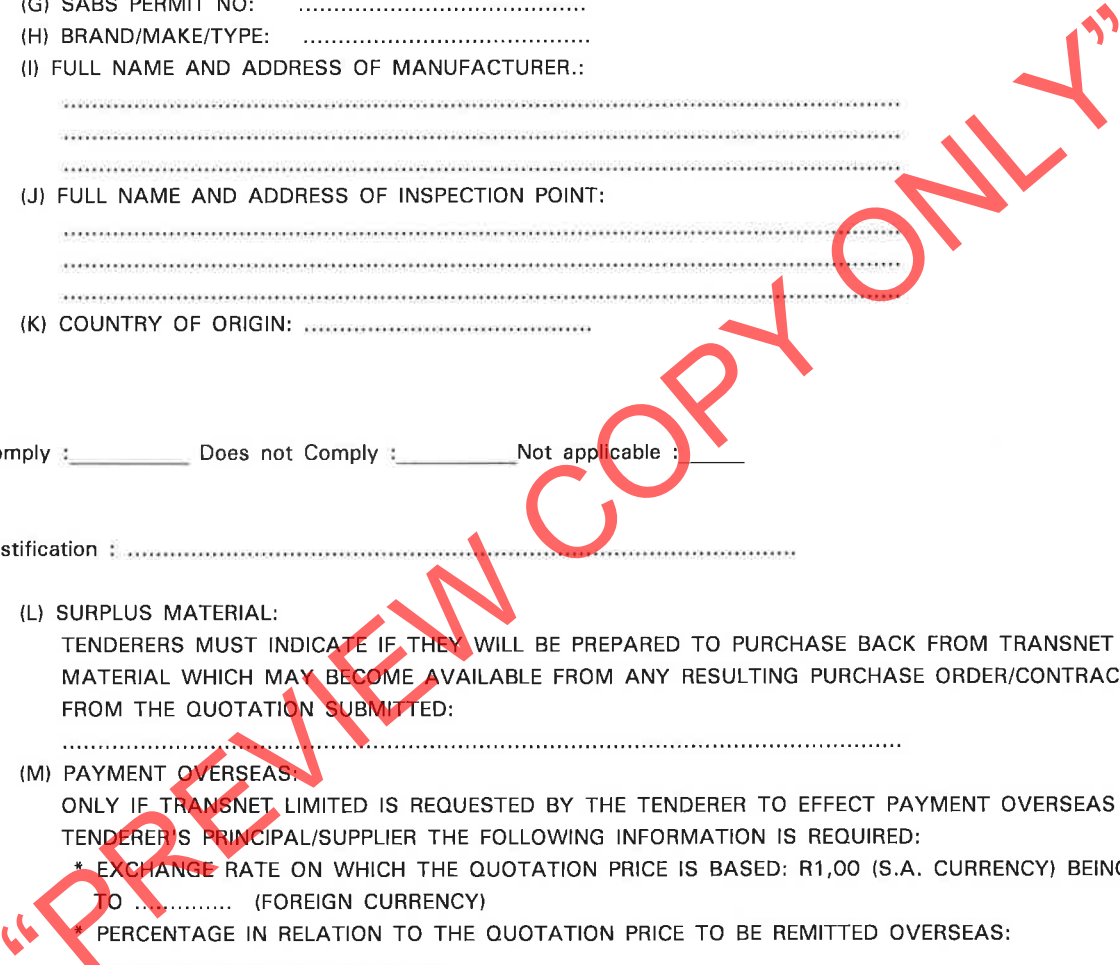 (G) SABS PERMIT NO: ........................................
(H) BRAND/MAKE/TYPE: ........................................
(I) FULL NAME AND ADDRESS OF MANUFACTURER.:
....................................................................................................................
....................................................................................................................
....................................................................................................................
(J) FULL NAME AND ADDRESS OF INSPECTION POINT:
....................................................................................................................
....................................................................................................................
....................................................................................................................
(K) COUNTRY OF ORIGIN: ........................................
omply :__________ Does not Comply :__________Not applicable :_____
stification : ............................................................................................
(L) SURPLUS MATERIAL:
TENDERERS MUST INDICATE IF THEY WILL BE PREPARED TO PURCHASE BACK FROM TRANSNET
MATERIAL WHICH MAY BECOME AVAILABLE FROM ANY RESULTING PURCHASE ORDER/CONTRAC
FROM THE QUOTATION SUBMITTED:
....................................................................................................................
(M) PAYMENT OVERSEAS:
ONLY IF TRANSNET LIMITED IS REQUESTED BY THE TENDERER TO EFFECT PAYMENT OVERSEAS
TENDERER'S PRINCIPAL/SUPPLIER THE FOLLOWING INFORMATION IS REQUIRED:
* EXCHANGE RATE ON WHICH THE QUOTATION PRICE IS BASED: R1,00 (S.A. CURRENCY) BEING
TO .............. (FOREIGN CURRENCY)
* PERCENTAGE IN RELATION TO THE QUOTATION PRICE TO BE REMITTED OVERSEAS:
"PREVIEW COPY ONLY"